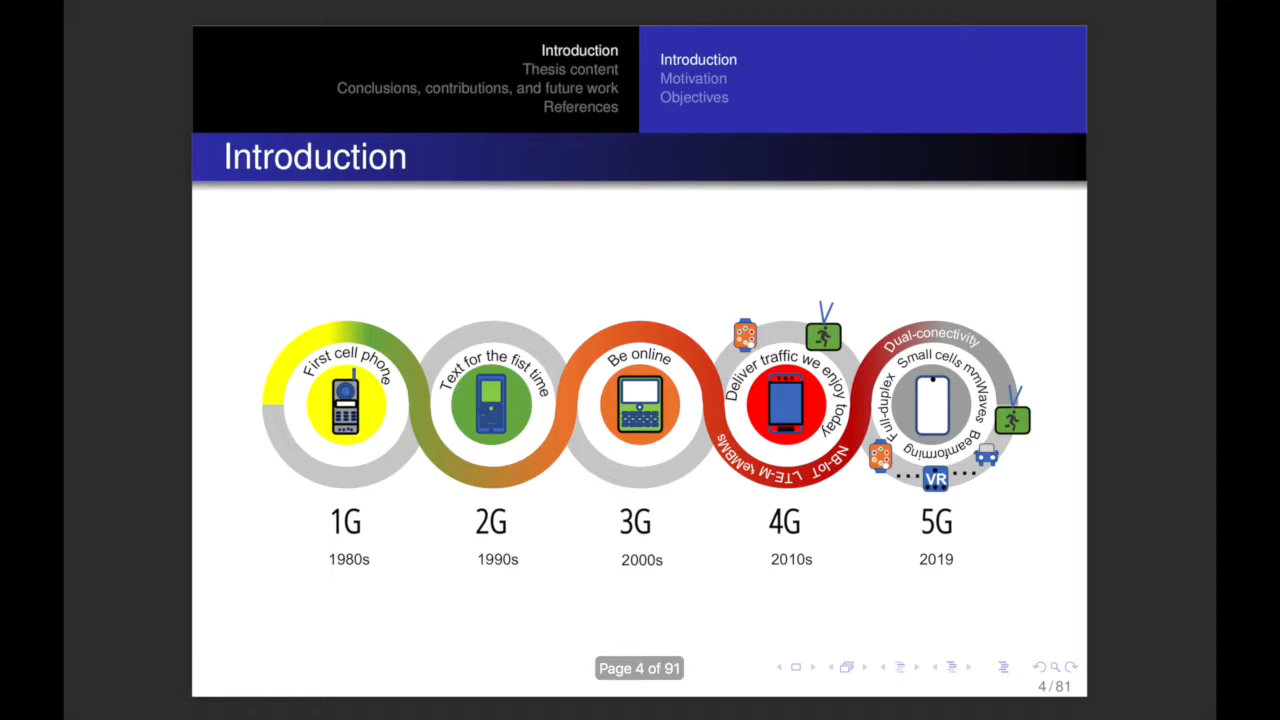 Introduction
Thesis content
Conclusions, contributions, and future work
References
Introduction
Motivation
Objectives
Introduction
First cell phone
Text for the fist time
Be online
Deliver traffic we enjoy today
NB-IoT LTE-M eMBMs
Dual-conectivity
Full-duplex Small cells mmWaves Beamforming
VR
1G
2G
3G
4G
5G
1980s
1990s
2000s
2010s
2019
Page 4 of 91
4/81